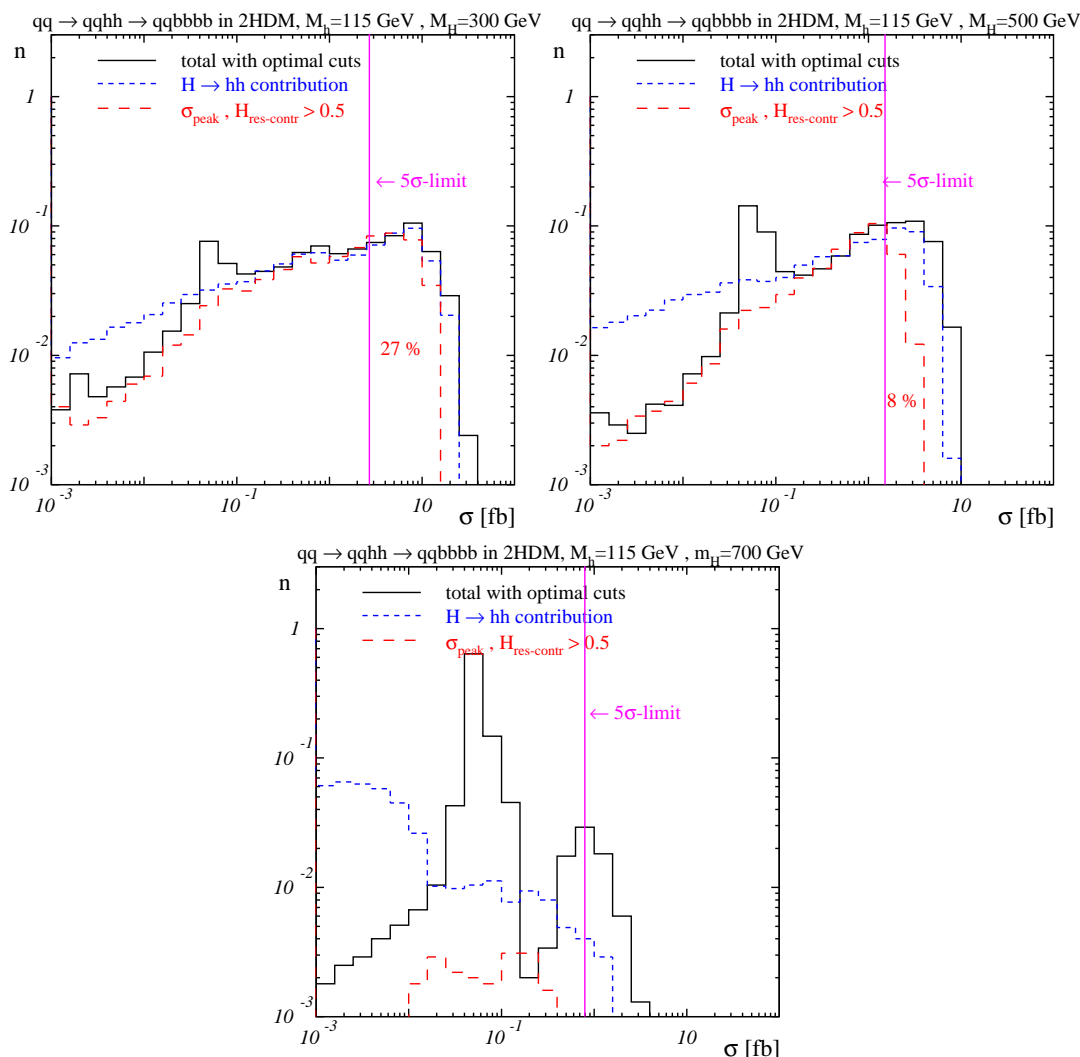 qq → qqhh → qqbbbb in 2HDM, M_h=115 GeV , M_H=300 GeV
n
total with optimal cuts
H → hh contribution
σ_peak , H_res-contr > 0.5
1
← 5σ-limit
10^-1
10^-2
27 %
10^-3
10^-3 10^-1 10
σ [fb]
qq → qqhh → qqbbbb in 2HDM, M_h=115 GeV , M_H=500 GeV
n
total with optimal cuts
H → hh contribution
σ_peak , H_res-contr > 0.5
1
← 5σ-limit
10^-1
10^-2
8 %
10^-3
10^-3 10^-1 10
σ [fb]
qq → qqhh → qqbbbb in 2HDM, M_h=115 GeV , m_H=700 GeV
n
total with optimal cuts
H → hh contribution
σ_peak , H_res-contr > 0.5
1
← 5σ-limit
10^-1
10^-2
10^-3
10^-3 10^-1 10
σ [fb]